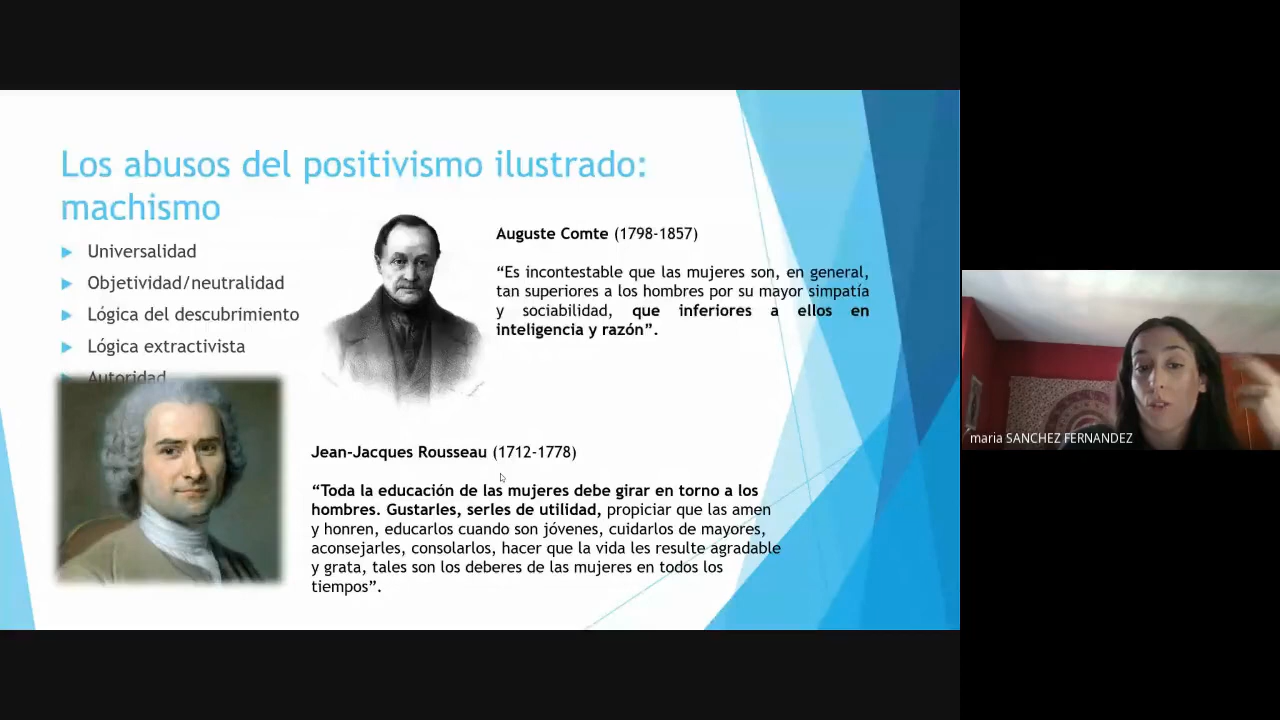 Los abusos del positivismo ilustrado:
machismo
Universalidad
Objetividad/neutralidad
Lógica del descubrimiento
Lógica extractivista
Autoridad
Auguste Comte (1798-1857)
“Es incontestable que las mujeres son, en general,
tan superiores a los hombres por su mayor simpatía
y sociabilidad, que inferiores a ellos en
inteligencia y razón”.
Jean-Jacques Rousseau (1712-1778)
“Toda la educación de las mujeres debe girar en torno a los
hombres. Gustarles, serles de utilidad, propiciar que las amen
y honren, educarlos cuando son jóvenes, cuidarlos de mayores,
aconsejarles, consolarlos, hacer que la vida les resulte agradable
y grata, tales son los deberes de las mujeres en todos los
tiempos”.
maria SANCHEZ FERNANDEZ